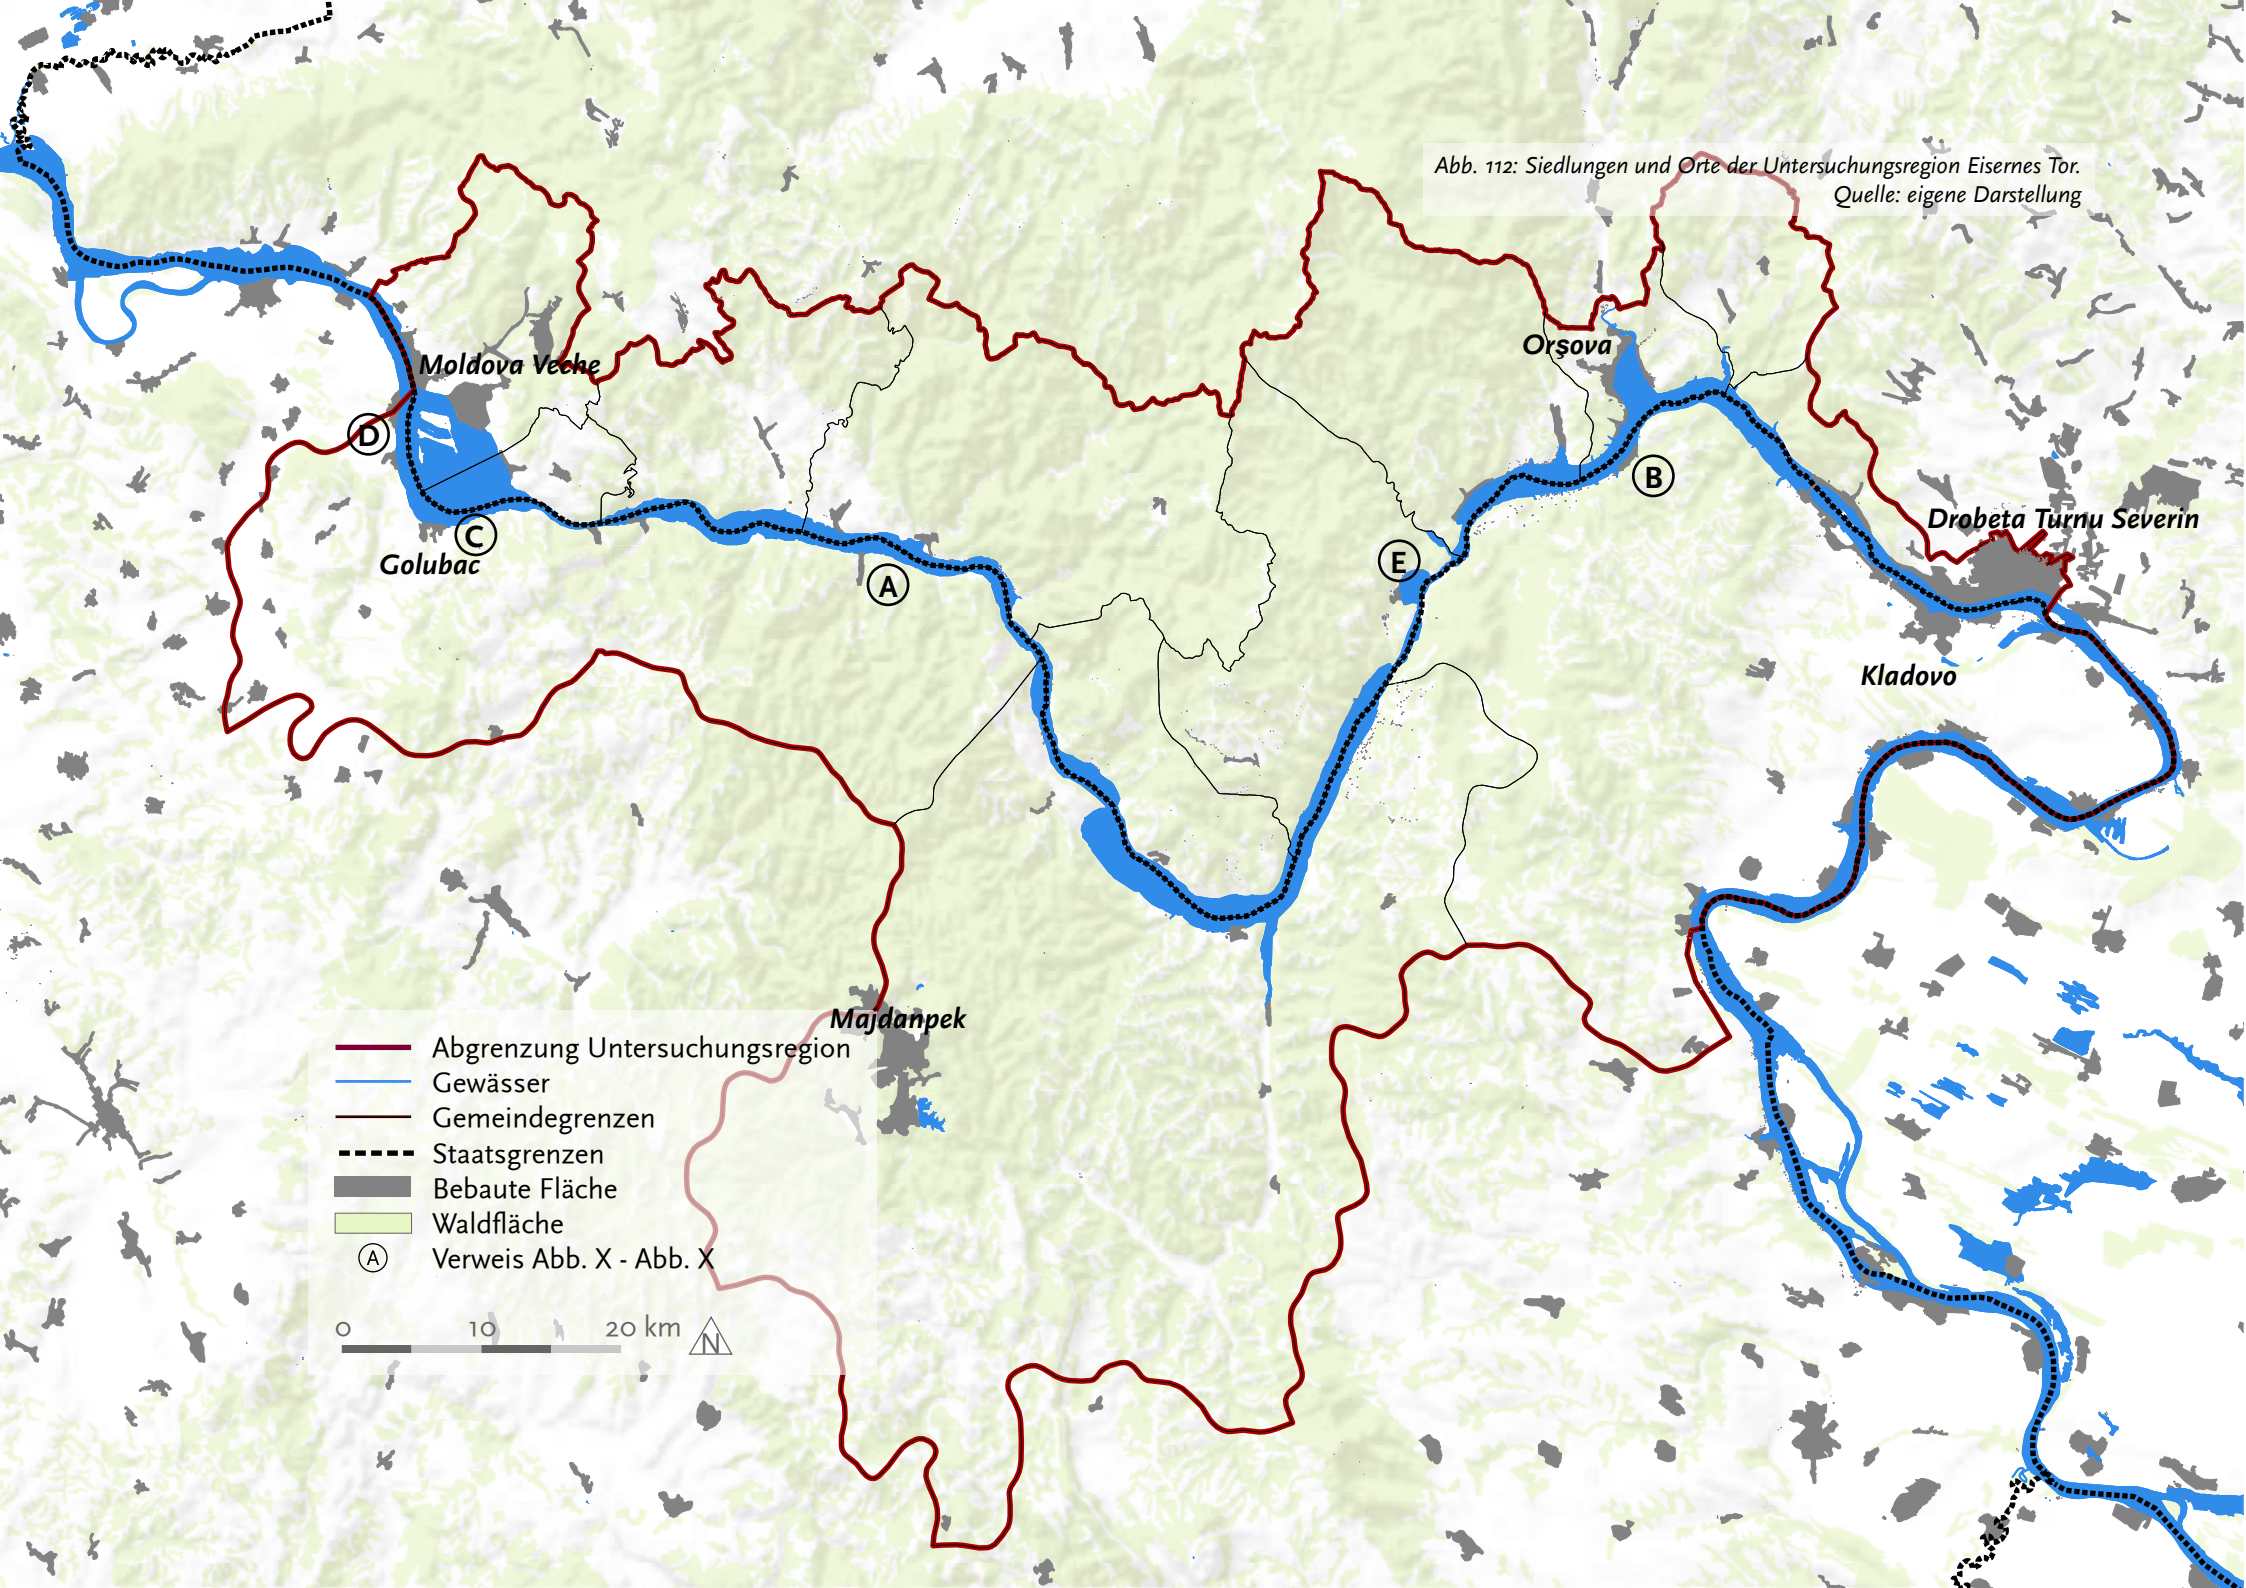 Abb. 112: Siedlungen und Orte der Untersuchungsregion Eisernes Tor.
Quelle: eigene Darstellung
Orşova
Moldova Veche
D
B
Drobeta Turnu Severin
C
Golubac
E
A
Kladovo
Majdanpek
Abgrenzung Untersuchungsregion
Gewässer
Gemeindegrenzen
Staatsgrenzen
Bebaute Fläche
Waldfläche
A Verweis Abb. X - Abb. X
0 10 20 km N